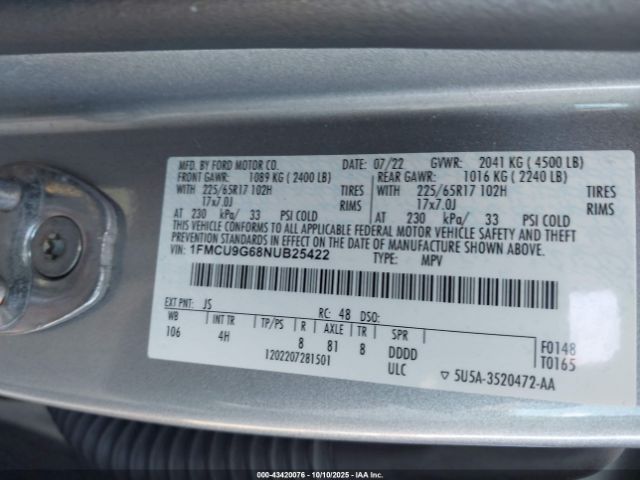 MFD. BY FORD MOTOR CO. DATE: 07/22 GVWR: 2041 KG ( 4500 LB)
FRONT GAWR: 1089 KG ( 2400 LB) REAR GAWR: 1016 KG ( 2240 LB)
WITH 225/65R17 102H TIRES WITH 225/65R17 102H TIRES
17x7.0J RIMS 17x7.0J RIMS
AT 230 kPa/ 33 PSI COLD AT 230 kPa/ 33 PSI COLD
THIS VEHICLE CONFORMS TO ALL APPLICABLE FEDERAL MOTOR VEHICLE SAFETY AND THEFT
PREVENTION STANDARDS IN EFFECT ON THE DATE OF MANUFACTURE SHOWN ABOVE.
VIN: 1FMCU9G68NUB25422 TYPE: MPV
EXT PNT: JS RC: 48 DSO:
WB INT TR TP/PS R AXLE TR SPR
106 4H 8 81 8 DDDD F0148
1202207281501 ULC T0165
▽ 5U5A-3520472-AA
000-43420076 - 10/10/2025 - IAAI, Inc.